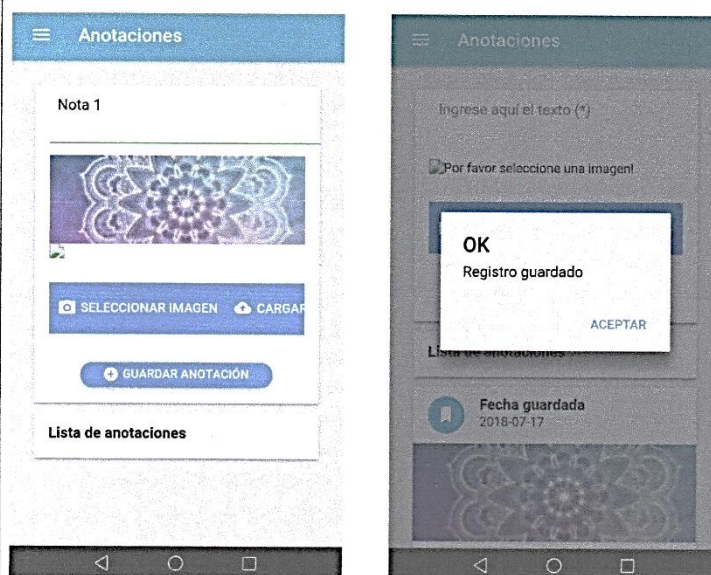 Anotaciones
Nota 1
SELECCIONAR IMAGEN CARGAR
GUARDAR ANOTACIÓN
Lista de anotaciones
Anotaciones
Ingrese aquí el texto (*)
Por favor seleccione una imagen!
OK
Registro guardado
ACEPTAR
Lista de anotaciones
Fecha guardada
2018-07-17